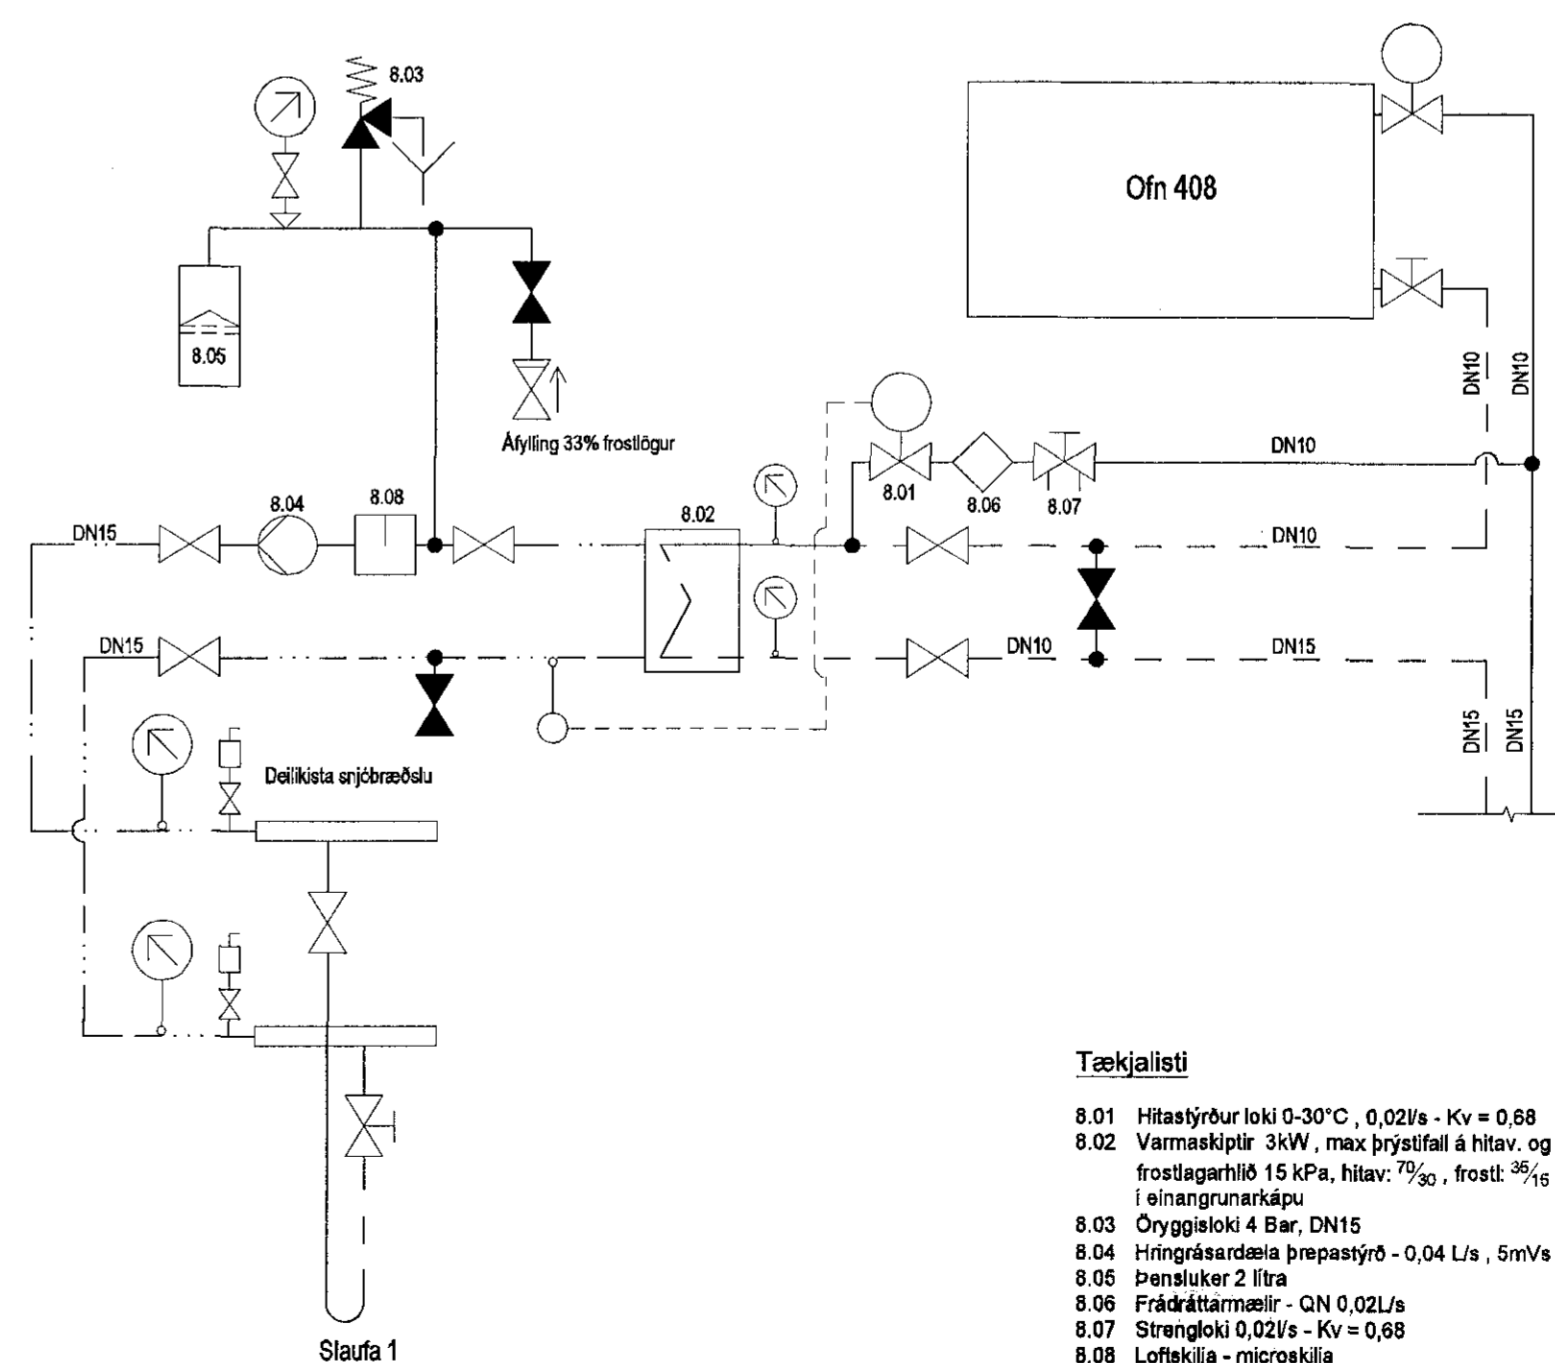 8.03
Ofn 408
8.05
Áfylling 33% frostlögur
DN10
DN10
DN10
8.01
8.06
8.07
8.04
8.08
8.02
DN15
DN10
DN15
DN10
DN15
DN15
DN15
Deilikista snjóbræðslu
Slaufa 1
Tækjalisti
8.01 Hitastýrður loki 0-30°C , 0,02l/s - Kv = 0,68
8.02 Varmaskiptir 3kW , max þrýstifall á hitav. og
frostlagarhlið 15 kPa, hitav: 70/30 , frostl: 35/15
í einangrunarkápu
8.03 Öryggisloki 4 Bar, DN15
8.04 Hringrásardæla þrepastýrð - 0,04 L/s , 5mVs
8.05 Þensluker 2 lítra
8.06 Frádráttarmælir - QN 0,02L/s
8.07 Strengloki 0,02l/s - Kv = 0,68
8.08 Loftskilja - microskilja